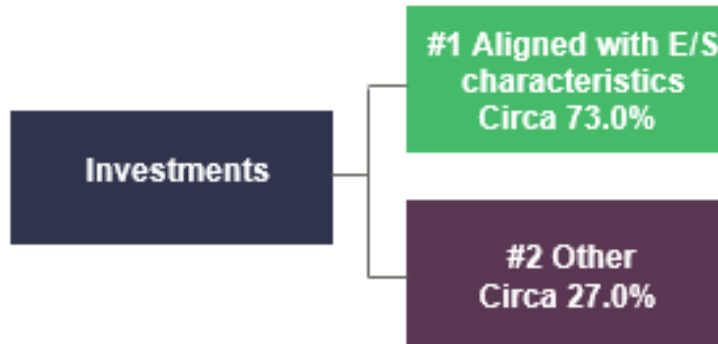 Investments
#1 Aligned with E/S
characteristics
Circa 73.0%
#2 Other
Circa 27.0%